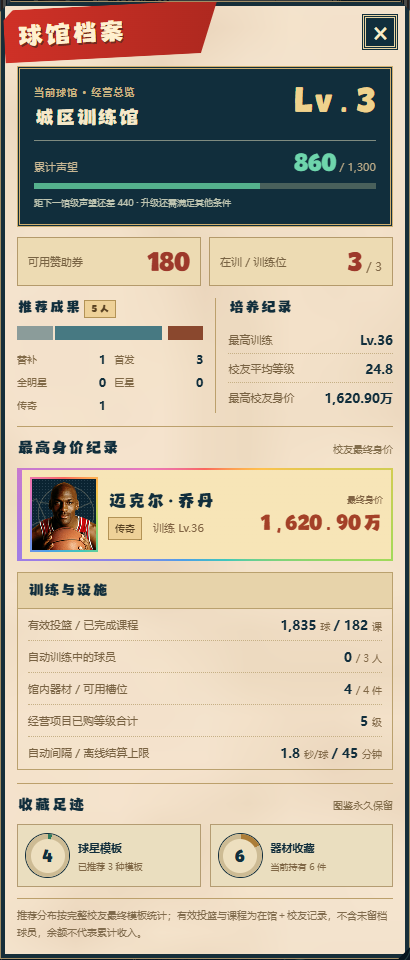 球馆档案
×
当前球馆 • 经营总览
Lv.3
城区训练馆
累计声望
860 / 1,300
距下一馆级声望还差 440 · 升级还需满足其他条件
可用赞助券 180
在训 / 训练位 3 / 3
推荐成果 5 人
替补 1 首发 3
全明星 0 巨星 0
传奇 1
培养纪录
最高训练 Lv.36
校友平均等级 24.8
最高校友身价 1,620.90万
最高身价纪录
校友最终身价
迈克尔·乔丹
传奇 训练 Lv.36
最终身价
1,620.90万
训练与设施
有效投篮 / 已完成课程 1,835 球 / 182 课
自动训练中的球员 0 / 3 人
馆内器材 / 可用槽位 4 / 4 件
经营项目已购等级合计 5 级
自动间隔 / 离线结算上限 1.8 秒/球 / 45 分钟
收藏足迹
图鉴永久保留
4
球星模板
已推荐 3 种模板
6
器材收藏
当前持有 6 件
推荐分布按完整校友最终模板统计；有效投篮与课程为在馆 + 校友记录，不含未留档
球员，余额不代表累计收入。